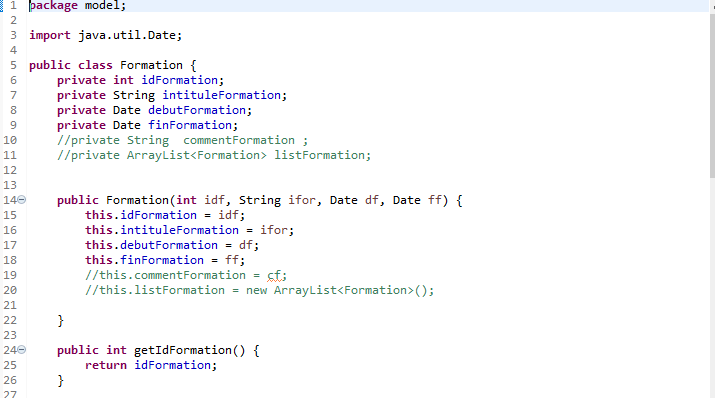 1 package model;
2
3 import java.util.Date;
4
5 public class Formation {
6     private int idFormation;
7     private String intituleFormation;
8     private Date debutFormation;
9     private Date finFormation;
10     //private String  commentFormation ;
11     //private ArrayList<Formation> listFormation;
12
13
14     public Formation(int idf, String ifor, Date df, Date ff) {
15         this.idFormation = idf;
16         this.intituleFormation = ifor;
17         this.debutFormation = df;
18         this.finFormation = ff;
19         //this.commentFormation = cf;
20         //this.listFormation = new ArrayList<Formation>();
21
22     }
23
24     public int getIdFormation() {
25         return idFormation;
26     }
27